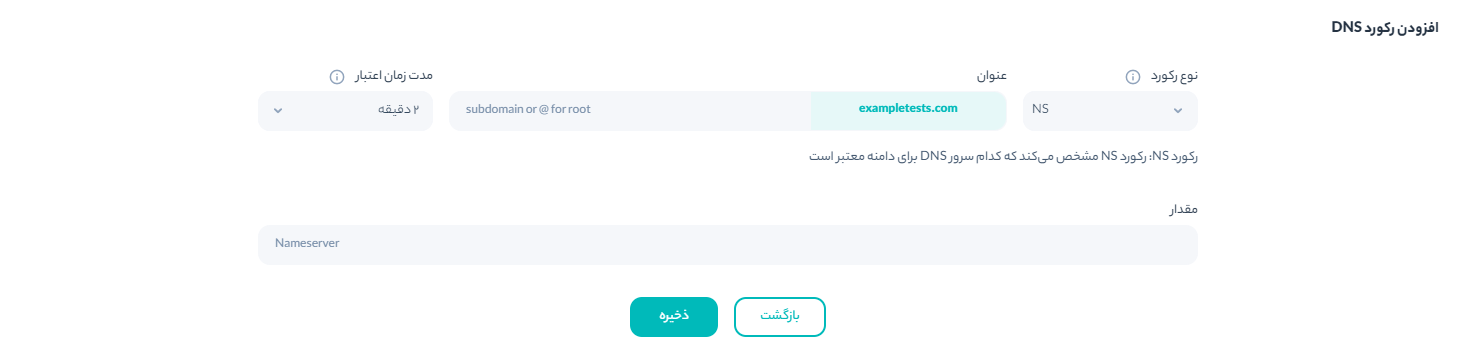 افزودن رکورد DNS
نوع رکورد
عنوان
مدت زمان اعتبار
NS
exampletests.com
subdomain or @ for root
۲ دقیقه
رکورد NS: رکورد NS مشخص می‌کند که کدام سرور DNS برای دامنه معتبر است
مقدار
Nameserver
بازگشت
ذخیره